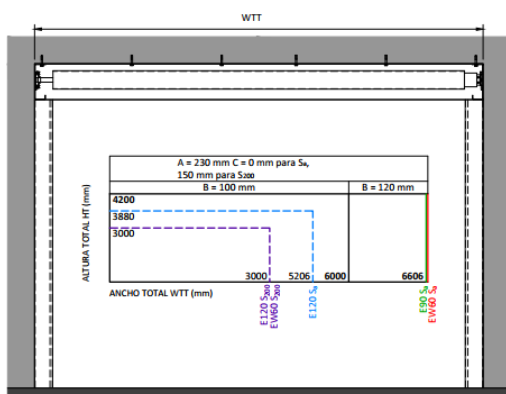 WTT
A = 230 mm C = 0 mm para Sa,
150 mm para S200
B = 100 mm
B = 120 mm
4200
3880
3000
3000
5206
6000
6606
ALTURA TOTAL HT (mm)
ANCHO TOTAL WTT (mm)
E120 S200
EW60 S200
E120 Sa
E90 Sa
EW60 Sa